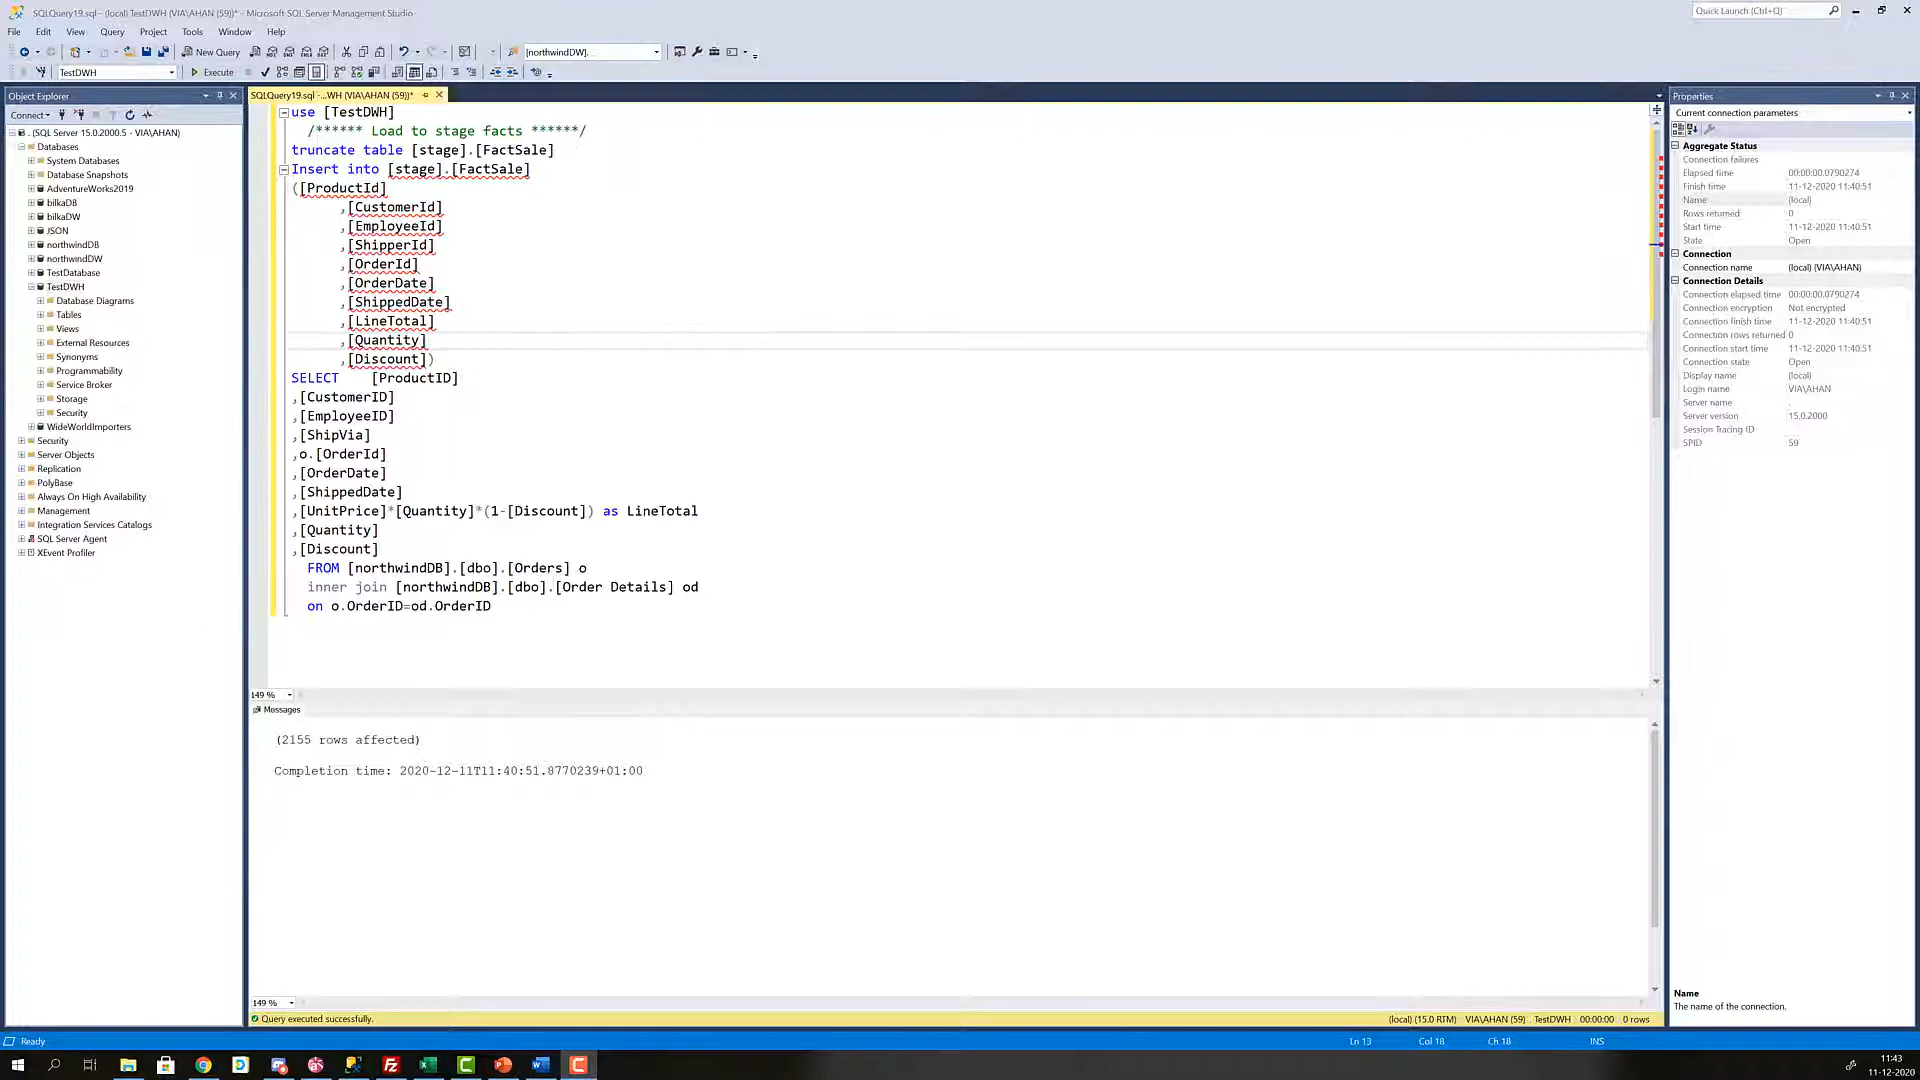 SQLQuery19.sql - (local) TestDWH (VIA\AHAN (59))* - Microsoft SQL Server Management Studio
Quick Launch (Ctrl+Q)
File Edit View Query Project Tools Window Help
New Query
[northwindDW].
TestDWH
Execute
Object Explorer
Connect
. (SQL Server 15.0.2000.5 - VIA\AHAN)
Databases
System Databases
Database Snapshots
AdventureWorks2019
bilkaDB
bilkaDW
JSON
northwindDB
northwindDW
TestDatabase
TestDWH
Database Diagrams
Tables
Views
External Resources
Synonyms
Programmability
Service Broker
Storage
Security
WideWorldImporters
Security
Server Objects
Replication
PolyBase
Always On High Availability
Management
Integration Services Catalogs
SQL Server Agent
XEvent Profiler
SQLQuery19.sql -...WH (VIA\AHAN (59))*
use [TestDWH]
/****** Load to stage facts ******/
truncate table [stage].[FactSale]
Insert into [stage].[FactSale]
([ProductId]
,[CustomerId]
,[EmployeeId]
,[ShipperId]
,[OrderId]
,[OrderDate]
,[ShippedDate]
,[LineTotal]
,[Quantity]
,[Discount])
SELECT [ProductID]
,[CustomerID]
,[EmployeeID]
,[ShipVia]
,o.[OrderId]
,[OrderDate]
,[ShippedDate]
,[UnitPrice]*[Quantity]*(1-[Discount]) as LineTotal
,[Quantity]
,[Discount]
FROM [northwindDB].[dbo].[Orders] o
inner join [northwindDB].[dbo].[Order Details] od
on o.OrderID=od.OrderID
149 %
Messages
(2155 rows affected)
Completion time: 2020-12-11T11:40:51.8770239+01:00
149 %
Query executed successfully.
(local) (15.0 RTM) VIA\AHAN (59) TestDWH 00:00:00 0 rows
Properties
Current connection parameters
Aggregate Status
Connection failures
Elapsed time 00:00:00.0790274
Finish time 11-12-2020 11:40:51
Name (local)
Rows returned 0
Start time 11-12-2020 11:40:51
State Open
Connection
Connection name (local) (VIA\AHAN)
Connection Details
Connection elapsed time 00:00:00.0790274
Connection encryption Not encrypted
Connection finish time 11-12-2020 11:40:51
Connection rows returned 0
Connection start time 11-12-2020 11:40:51
Connection state Open
Display name (local)
Login name VIA\AHAN
Server name .
Server version 15.0.2000
Session Tracing ID
SPID 59
Name
The name of the connection.
Ready
Ln 13 Col 18 Ch 18 INS
11:43
11-12-2020